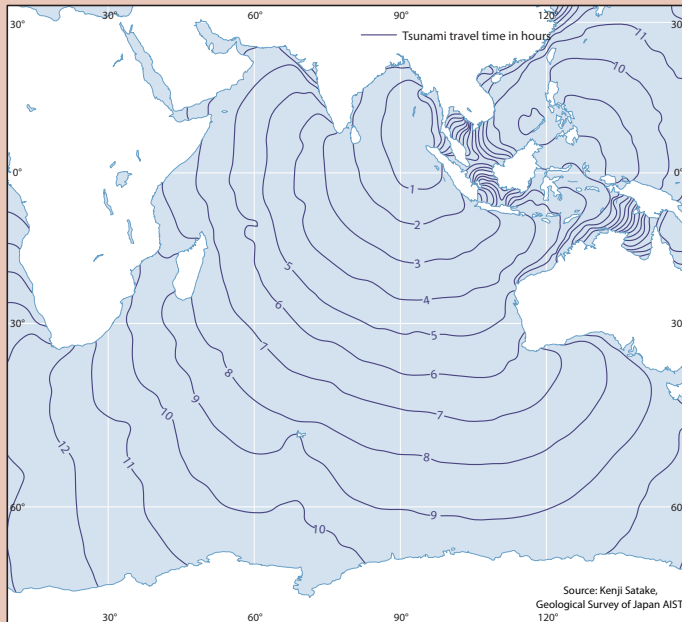 30° 60° 90° 120° 30
Tsunami travel time in hours
11
10
0° 0°
1
2
3
5 4
30° 5 30
6 6
7 7
8 8
9
10
12 11
60° 9 60
10
Source: Kenji Satake,
Geological Survey of Japan AIST
30° 60° 90° 120°